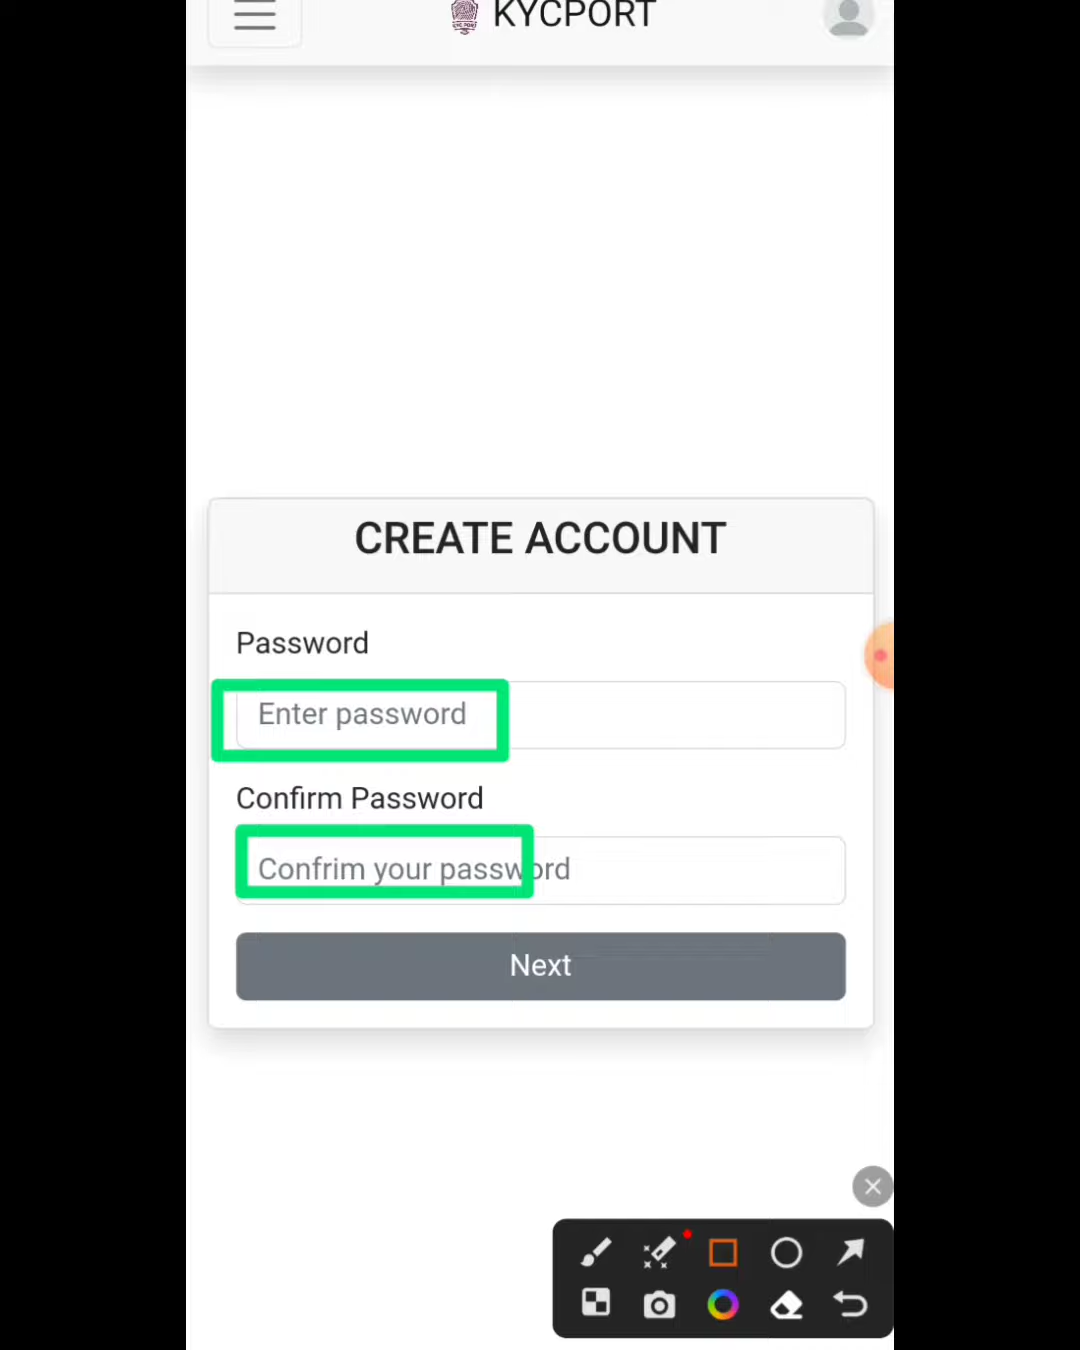 KYCPORT
CREATE ACCOUNT
Password
Enter password
Confirm Password
Confrim your password
Next